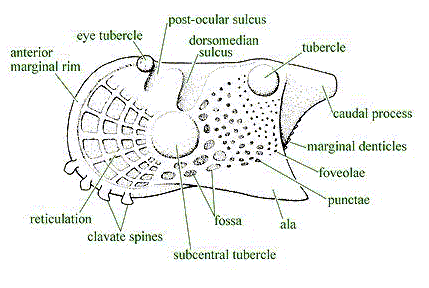 post-ocular sulcus
eye tubercle
dorsomedian
sulcus
tubercle
anterior
marginal rim
caudal process
marginal denticles
foveolae
punctae
reticulation
clavate spines
fossa
ala
subcentral tubercle